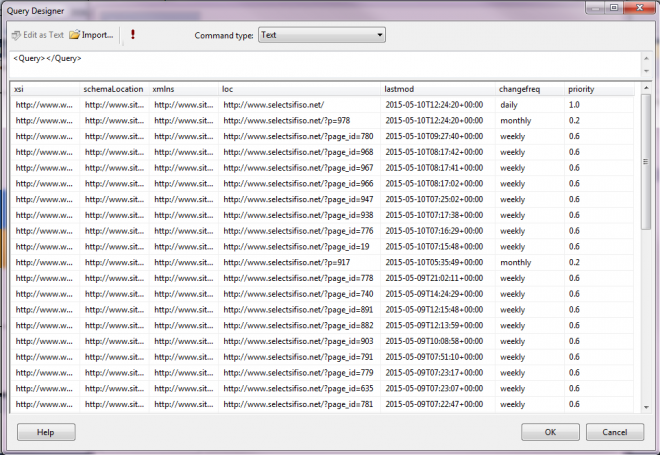 Query Designer
Edit as Text Import... ! Command type: Text
<Query></Query>
xsi schemaLocation xmlns loc lastmod changefreq priority
http://www.w... http://www.sit... http://www.sit... http://www.selectsifiso.net/ 2015-05-10T12:24:20+00:00 daily 1.0
http://www.w... http://www.sit... http://www.sit... http://www.selectsifiso.net/?p=978 2015-05-10T12:24:20+00:00 monthly 0.2
http://www.w... http://www.sit... http://www.sit... http://www.selectsifiso.net/?page_id=780 2015-05-10T09:27:40+00:00 weekly 0.6
http://www.w... http://www.sit... http://www.sit... http://www.selectsifiso.net/?page_id=968 2015-05-10T08:17:42+00:00 weekly 0.6
http://www.w... http://www.sit... http://www.sit... http://www.selectsifiso.net/?page_id=967 2015-05-10T08:17:41+00:00 weekly 0.6
http://www.w... http://www.sit... http://www.sit... http://www.selectsifiso.net/?page_id=966 2015-05-10T08:17:02+00:00 weekly 0.6
http://www.w... http://www.sit... http://www.sit... http://www.selectsifiso.net/?page_id=947 2015-05-10T07:25:02+00:00 weekly 0.6
http://www.w... http://www.sit... http://www.sit... http://www.selectsifiso.net/?page_id=938 2015-05-10T07:17:38+00:00 weekly 0.6
http://www.w... http://www.sit... http://www.sit... http://www.selectsifiso.net/?page_id=776 2015-05-10T07:16:29+00:00 weekly 0.6
http://www.w... http://www.sit... http://www.sit... http://www.selectsifiso.net/?page_id=19 2015-05-10T07:15:48+00:00 weekly 0.6
http://www.w... http://www.sit... http://www.sit... http://www.selectsifiso.net/?p=917 2015-05-10T05:35:49+00:00 monthly 0.2
http://www.w... http://www.sit... http://www.sit... http://www.selectsifiso.net/?page_id=778 2015-05-09T21:02:11+00:00 weekly 0.6
http://www.w... http://www.sit... http://www.sit... http://www.selectsifiso.net/?page_id=740 2015-05-09T14:24:29+00:00 weekly 0.6
http://www.w... http://www.sit... http://www.sit... http://www.selectsifiso.net/?page_id=891 2015-05-09T12:15:48+00:00 weekly 0.6
http://www.w... http://www.sit... http://www.sit... http://www.selectsifiso.net/?page_id=882 2015-05-09T12:13:59+00:00 weekly 0.6
http://www.w... http://www.sit... http://www.sit... http://www.selectsifiso.net/?page_id=903 2015-05-09T10:08:58+00:00 weekly 0.6
http://www.w... http://www.sit... http://www.sit... http://www.selectsifiso.net/?page_id=791 2015-05-09T07:51:10+00:00 weekly 0.6
http://www.w... http://www.sit... http://www.sit... http://www.selectsifiso.net/?page_id=779 2015-05-09T07:23:17+00:00 weekly 0.6
http://www.w... http://www.sit... http://www.sit... http://www.selectsifiso.net/?page_id=635 2015-05-09T07:23:07+00:00 weekly 0.6
http://www.w... http://www.sit... http://www.sit... http://www.selectsifiso.net/?page_id=781 2015-05-09T07:22:47+00:00 weekly 0.6
Help OK Cancel